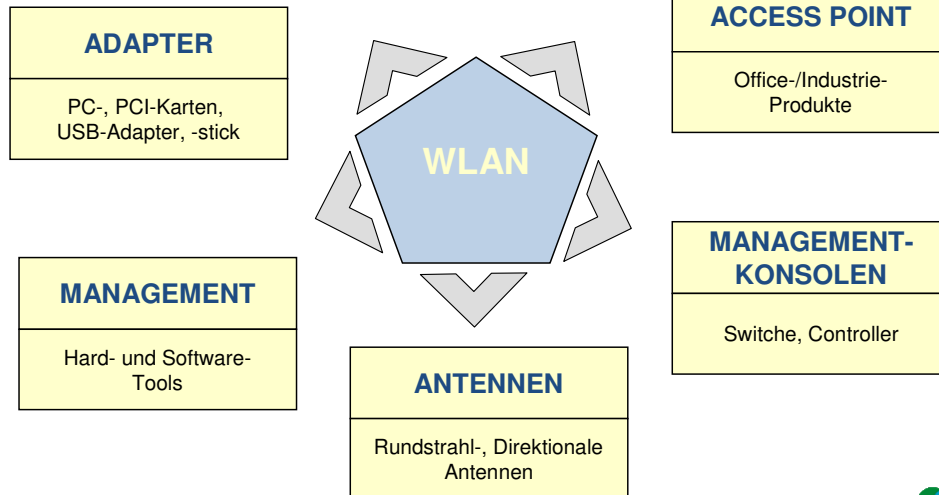 ADAPTER
PC-, PCI-Karten,
USB-Adapter, -stick
ACCESS POINT
Office-/Industrie-
Produkte
WLAN
MANAGEMENT
Hard- und Software-
Tools
MANAGEMENT-
KONSOLEN
Switche, Controller
ANTENNEN
Rundstrahl-, Direktionale
Antennen